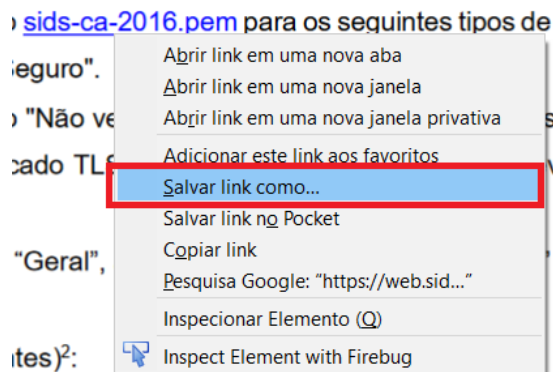 sids-ca-2016.pem para os seguintes tipos de
Abrir link em uma nova aba
eguro".
Abrir link em uma nova janela
"Não ve
Abrir link em uma nova janela privativa
Adicionar este link aos favoritos
cado TLS
Salvar link como...
Salvar link no Pocket
Copiar link
“Geral”,
Pesquisa Google: “https://web.sid...”
Inspecionar Elemento (Q)
ntes)²:
Inspect Element with Firebug